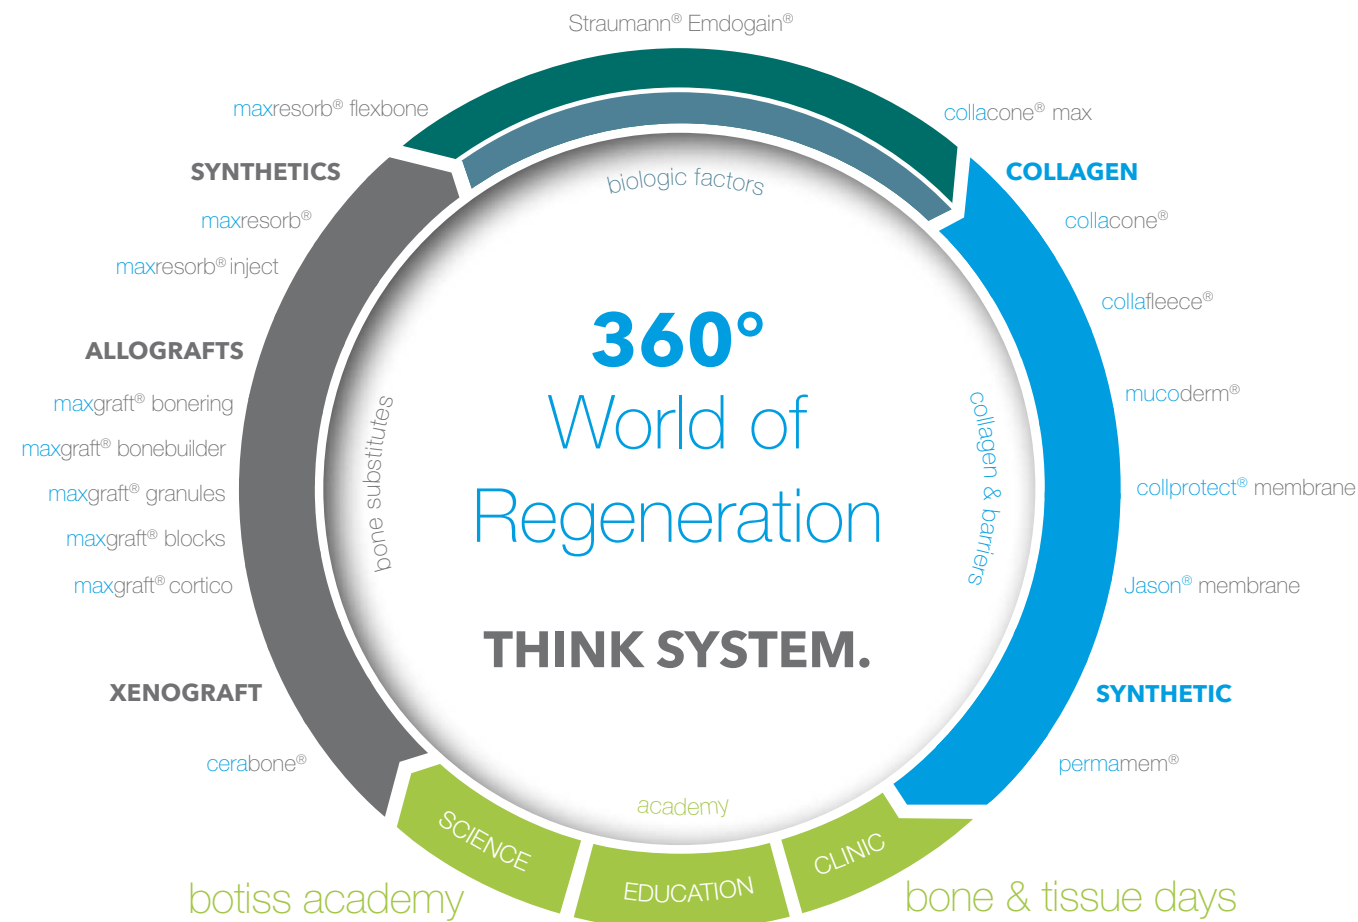 Straumann® Emdogain®
maxresorb® flexbone
SYNTHETICS
maxresorb®
maxresorb® inject
ALLOGRAFTS
maxgraft® bonering
maxgraft® bonebuilder
maxgraft® granules
maxgraft® blocks
maxgraft® cortico
XENOGRAFT
cerabone®
bone substitutes
biologic factors
360°
World of
Regeneration
THINK SYSTEM.
collagen & barriers
collacone® max
COLLAGEN
collacone®
collafleece®
mucoderm®
collprotect® membrane
Jason® membrane
SYNTHETIC
permamem®
academy
SCIENCE
EDUCATION
CLINIC
botiss academy
bone & tissue days